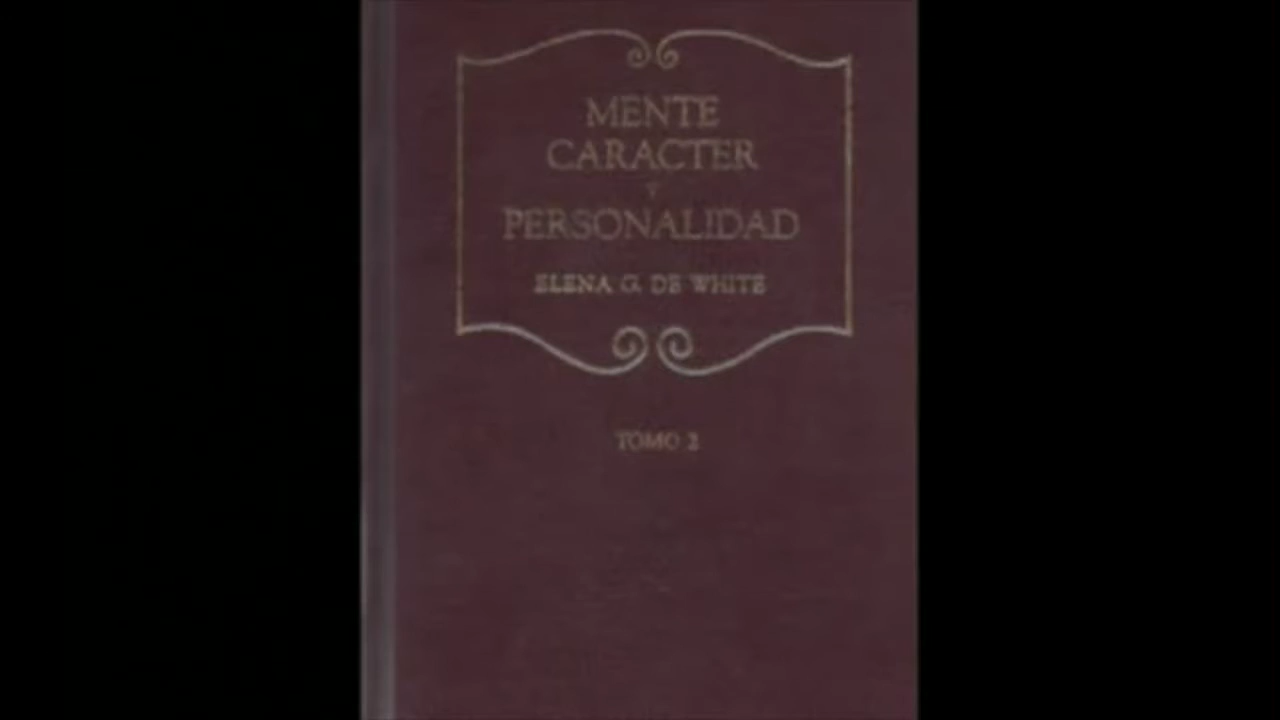 MENTE
CARACTER
Y
PERSONALIDAD
ELENA G. DE WHITE
TOMO 2